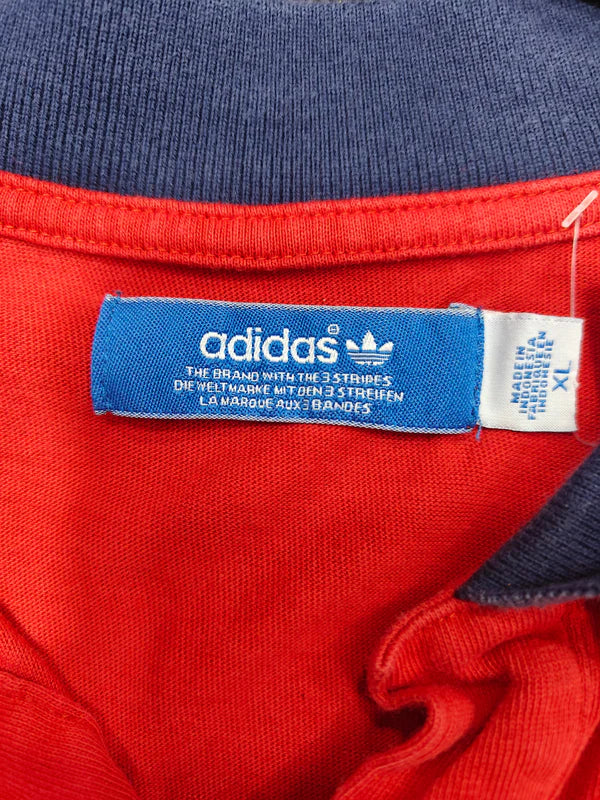 adidas®
THE BRAND WITH THE 3 STRIPES
DIE WELTMARKE MIT DEN 3 STREIFEN
LA MARQUE AUX 3 BANDES
MADE IN
INDONESIA
FABRIQUE EN
INDONESIE
XL